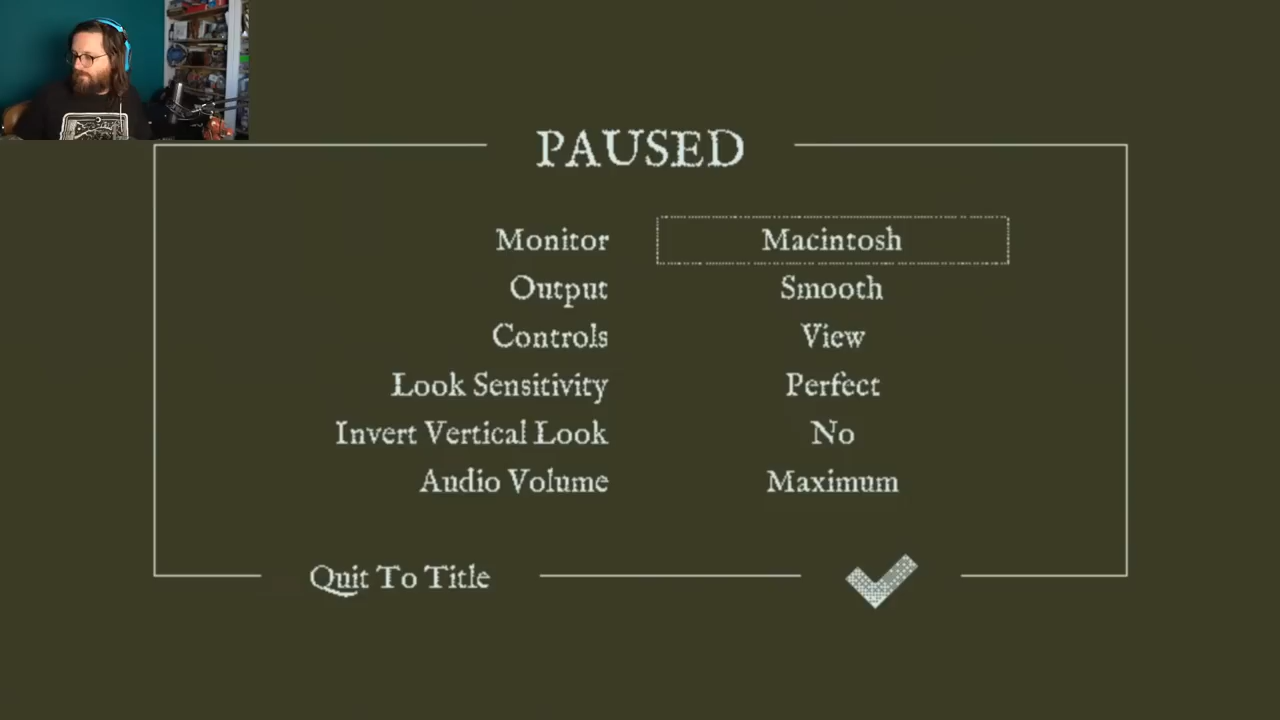 PAUSED
Monitor Macintosh
Output Smooth
Controls View
Look Sensitivity Perfect
Invert Vertical Look No
Audio Volume Maximum
Quit To Title